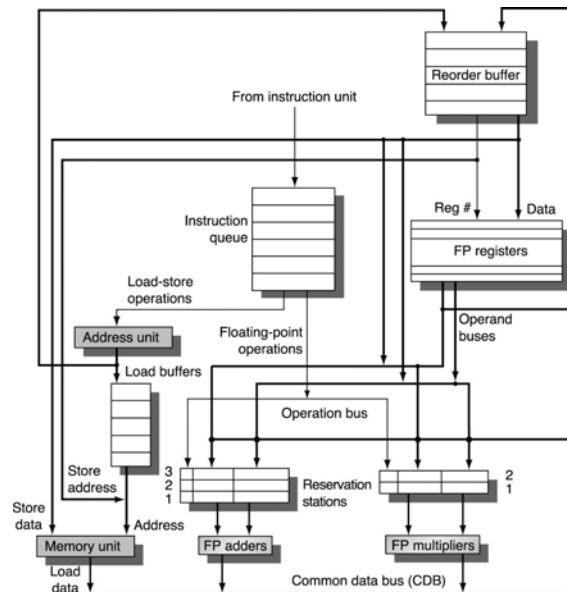 Reorder buffer
From instruction unit
Reg #
Data
Instruction
queue
FP registers
Load-store
operations
Operand
buses
Address unit
Floating-point
operations
Load buffers
Operation bus
3
2
1
Reservation
stations
2
1
Store
address
Store
data
Address
Memory unit
FP adders
FP multipliers
Load
data
Common data bus (CDB)